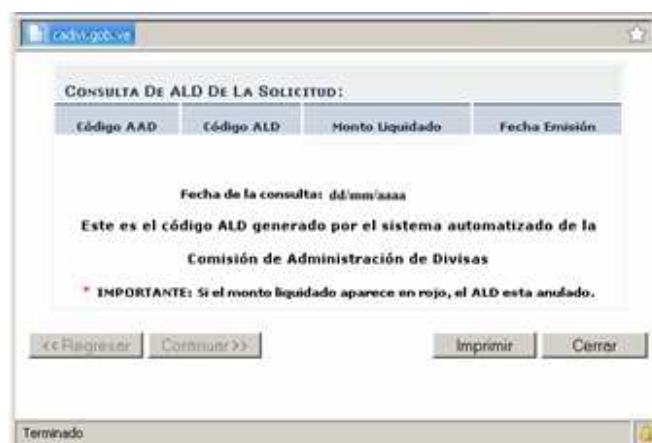 cadivi.gob.ve
CONSULTA DE ALD DE LA SOLICITUD:
Código AAD Código ALD Monto Liquidado Fecha Emisión
Fecha de la consulta: dd/mm/aaaa
Este es el código ALD generado por el sistema automatizado de la
Comisión de Administración de Divisas
* IMPORTANTE: Si el monto liquidado aparece en rojo, el ALD esta anulado.
<< Regresar Continuar >> Imprimir Cerrar
Terminado